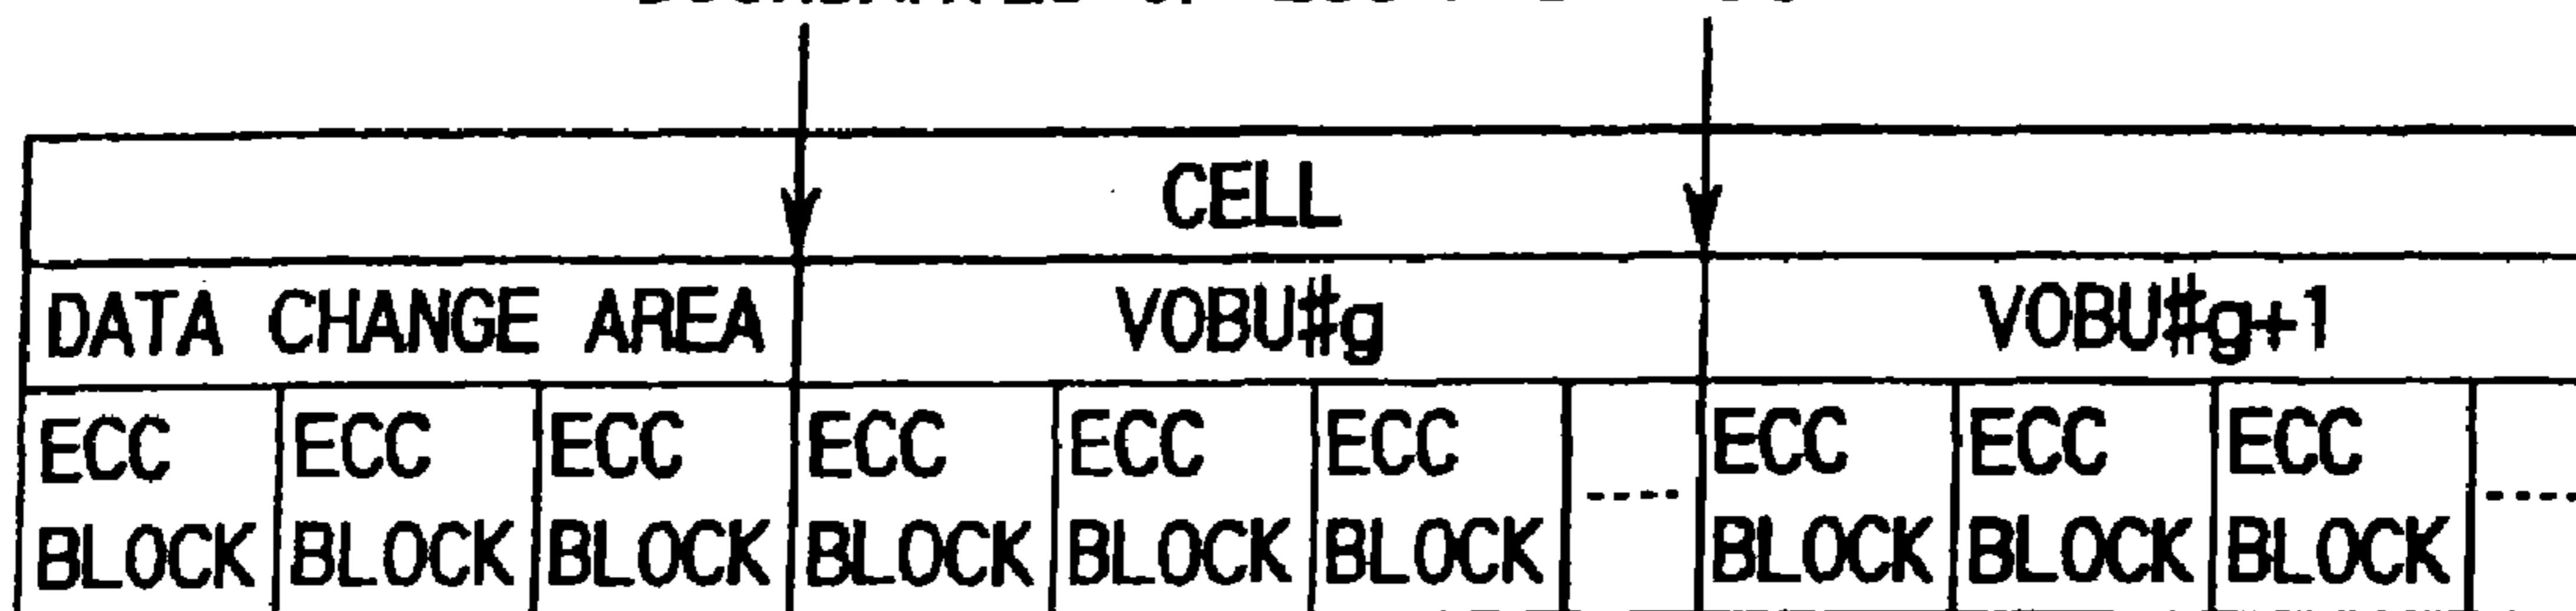 CELL
DATA CHANGE AREA VOBU#g VOBU#g+1
ECC ECC ECC ECC ECC ECC ECC ECC ECC
BLOCK BLOCK BLOCK BLOCK BLOCK BLOCK ---- BLOCK BLOCK BLOCK ----